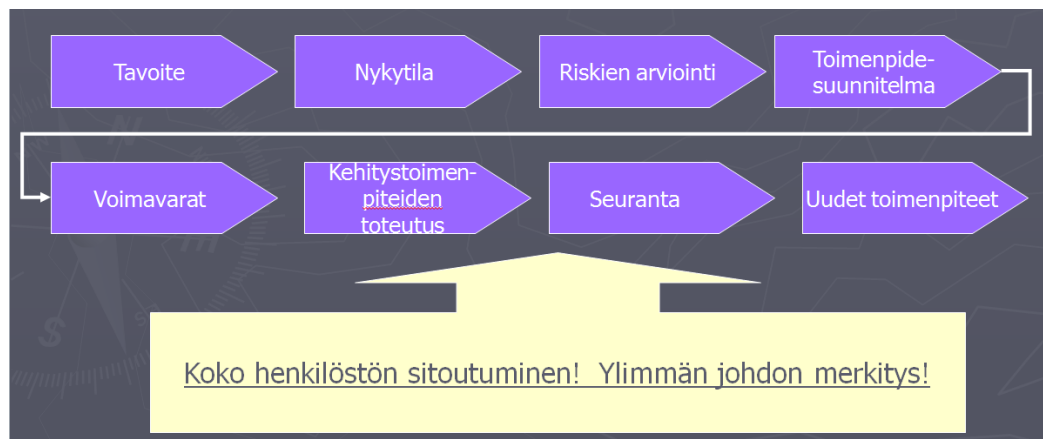 Tavoite
Nykytila
Riskien arviointi
Toimenpide-
suunnitelma
Voimavarat
Kehitystoimen-
piteiden
toteutus
Seuranta
Uudet toimenpiteet
Koko henkilöstön sitoutuminen!  Ylimmän johdon merkitys!
N
E
S